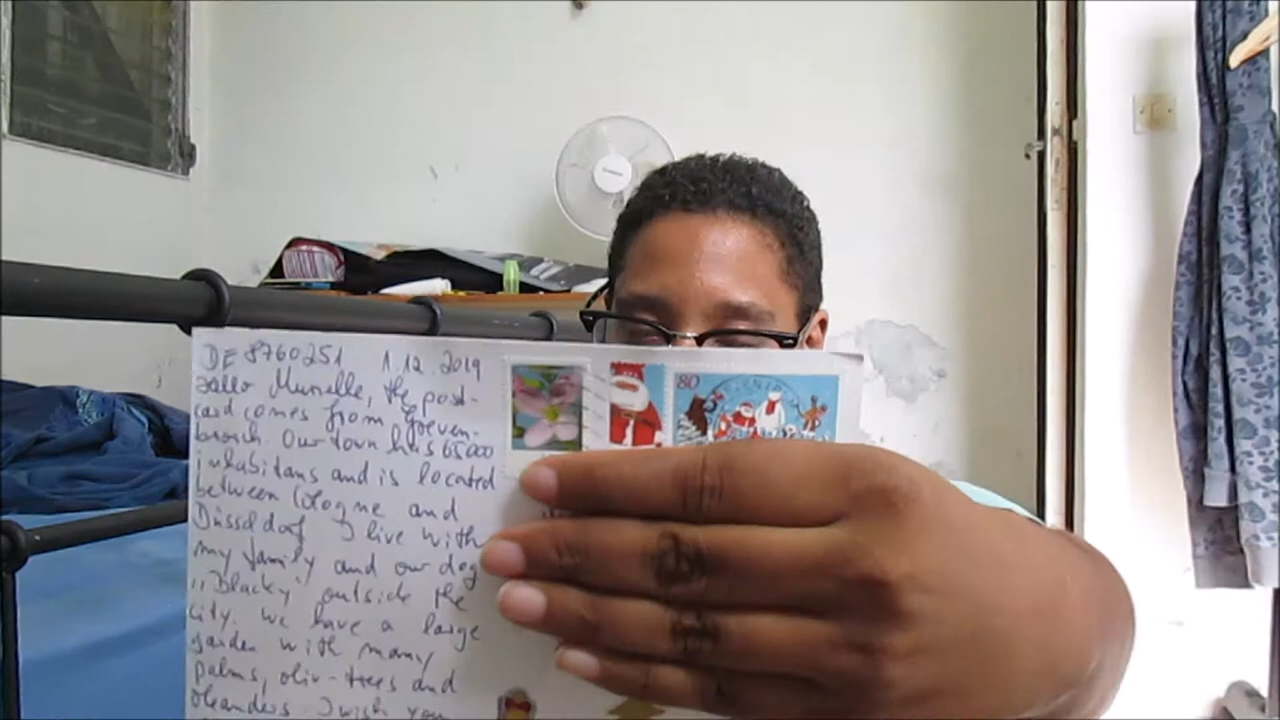 DE 8760251 1.12.2019
Hallo Murielle, the post-
card comes from Greven-
broich. Our town has 65000
inhabitans and is located
between Cologne and
Düsseldorf I live with
my family and our dog
"Blacky" outside the
city. We have a large
garden with many
palms, oliv-trees and
Oleanders. I wish you
80